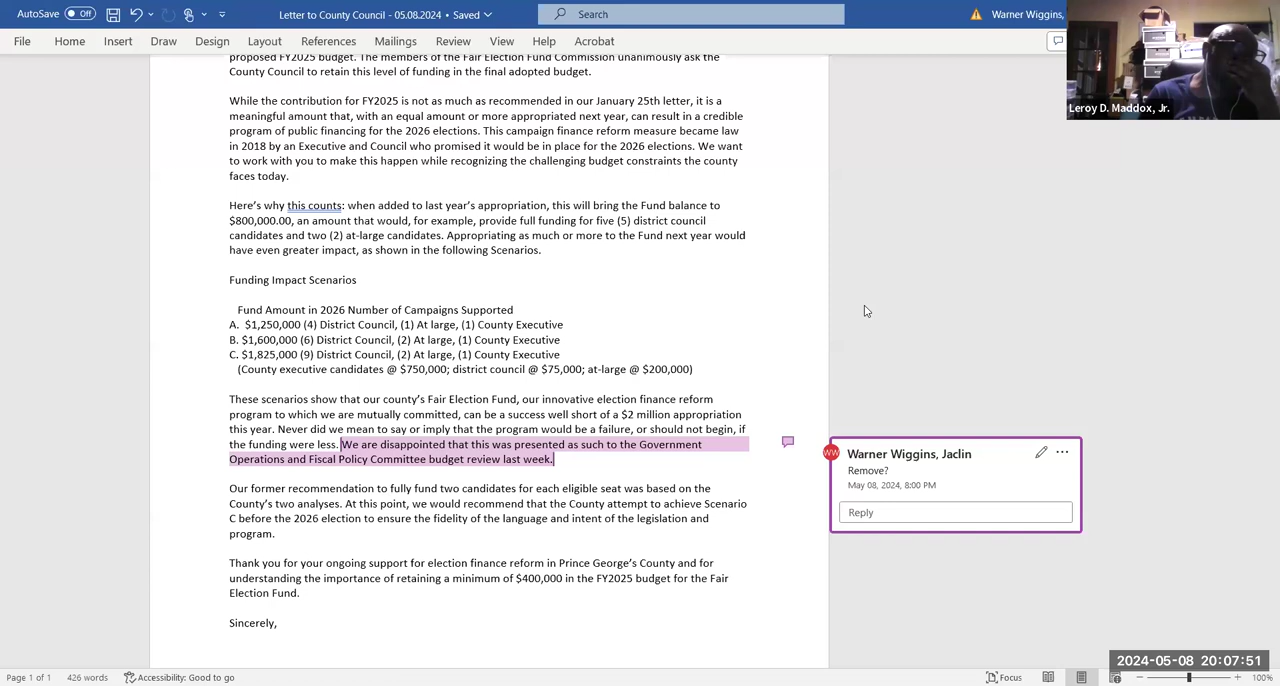 AutoSave Off Letter to County Council - 05.08.2024 • Saved Search Warner Wiggins,
File Home Insert Draw Design Layout References Mailings Review View Help Acrobat
Leroy D. Maddox, Jr.
proposed FY2025 budget. The members of the Fair Election Fund Commission unanimously ask the
County Council to retain this level of funding in the final adopted budget.
While the contribution for FY2025 is not as much as recommended in our January 25th letter, it is a
meaningful amount that, with an equal amount or more appropriated next year, can result in a credible
program of public financing for the 2026 elections. This campaign finance reform measure became law
in 2018 by an Executive and Council who promised it would be in place for the 2026 elections. We want
to work with you to make this happen while recognizing the challenging budget constraints the county
faces today.
Here's why this counts: when added to last year's appropriation, this will bring the Fund balance to
$800,000.00, an amount that would, for example, provide full funding for five (5) district council
candidates and two (2) at-large candidates. Appropriating as much or more to the Fund next year would
have even greater impact, as shown in the following Scenarios.
Funding Impact Scenarios
Fund Amount in 2026 Number of Campaigns Supported
A. $1,250,000 (4) District Council, (1) At large, (1) County Executive
B. $1,600,000 (6) District Council, (2) At large, (1) County Executive
C. $1,825,000 (9) District Council, (2) At large, (1) County Executive
(County executive candidates @ $750,000; district council @ $75,000; at-large @ $200,000)
These scenarios show that our county's Fair Election Fund, our innovative election finance reform
program to which we are mutually committed, can be a success well short of a $2 million appropriation
this year. Never did we mean to say or imply that the program would be a failure, or should not begin, if
the funding were less. We are disappointed that this was presented as such to the Government
Operations and Fiscal Policy Committee budget review last week.
WW Warner Wiggins, Jaclin
Remove?
May 08, 2024, 8:00 PM
Reply
Our former recommendation to fully fund two candidates for each eligible seat was based on the
County's two analyses. At this point, we would recommend that the County attempt to achieve Scenario
C before the 2026 election to ensure the fidelity of the language and intent of the legislation and
program.
Thank you for your ongoing support for election finance reform in Prince George's County and for
understanding the importance of retaining a minimum of $400,000 in the FY2025 budget for the Fair
Election Fund.
Sincerely,
2024-05-08 20:07:51
Page 1 of 1 426 words Accessibility: Good to go Focus 100%